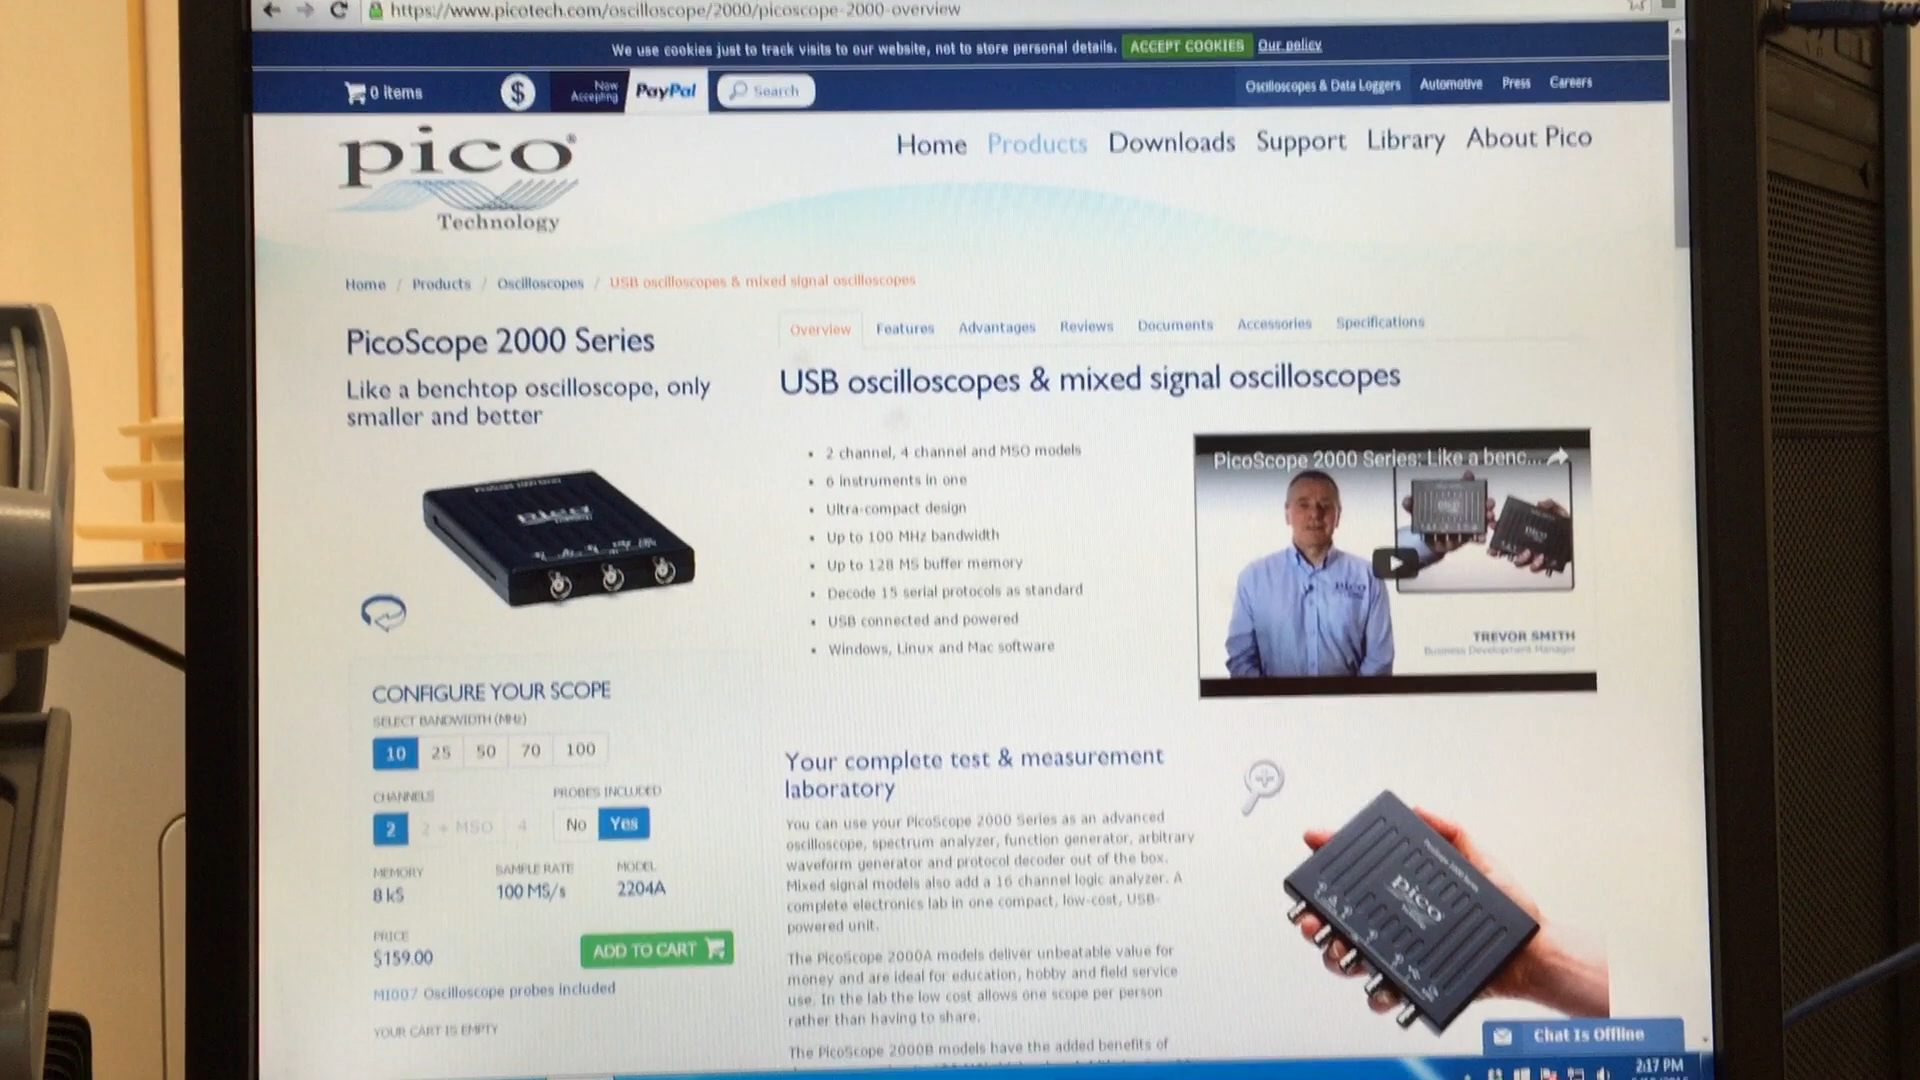 https://www.picotech.com/oscilloscope/2000/picoscope-2000-overview
We use cookies just to track visits to our website, not to store personal details. ACCEPT COOKIES Our policy
0 items $ Now Accepting PayPal Search Oscilloscopes & Data Loggers Automotive Press Careers
pico®
Technology
Home Products Downloads Support Library About Pico
Home / Products / Oscilloscopes / USB oscilloscopes & mixed signal oscilloscopes
PicoScope 2000 Series
Like a benchtop oscilloscope, only
smaller and better
pico
CONFIGURE YOUR SCOPE
SELECT BANDWIDTH (MHz)
10 25 50 70 100
CHANNELS PROBES INCLUDED
2 2 + MSO 4 No Yes
MEMORY SAMPLE RATE MODEL
8 kS 100 MS/s 2204A
PRICE
$159.00 ADD TO CART
MI007 Oscilloscope probes included
YOUR CART IS EMPTY
Overview Features Advantages Reviews Documents Accessories Specifications
USB oscilloscopes & mixed signal oscilloscopes
• 2 channel, 4 channel and MSO models
• 6 instruments in one
• Ultra-compact design
• Up to 100 MHz bandwidth
• Up to 128 MS buffer memory
• Decode 15 serial protocols as standard
• USB connected and powered
• Windows, Linux and Mac software
PicoScope 2000 Series: Like a benc...
pico
TREVOR SMITH
Business Development Manager
Your complete test & measurement
laboratory
You can use your PicoScope 2000 Series as an advanced
oscilloscope, spectrum analyzer, function generator, arbitrary
waveform generator and protocol decoder out of the box.
Mixed signal models also add a 16 channel logic analyzer. A
complete electronics lab in one compact, low-cost, USB-
powered unit.
The PicoScope 2000A models deliver unbeatable value for
money and are ideal for education, hobby and field service
use. In the lab the low cost allows one scope per person
rather than having to share.
The PicoScope 2000B models have the added benefits of
PicoScope 2000 Series
pico
Chat Is Offline
2:17 PM